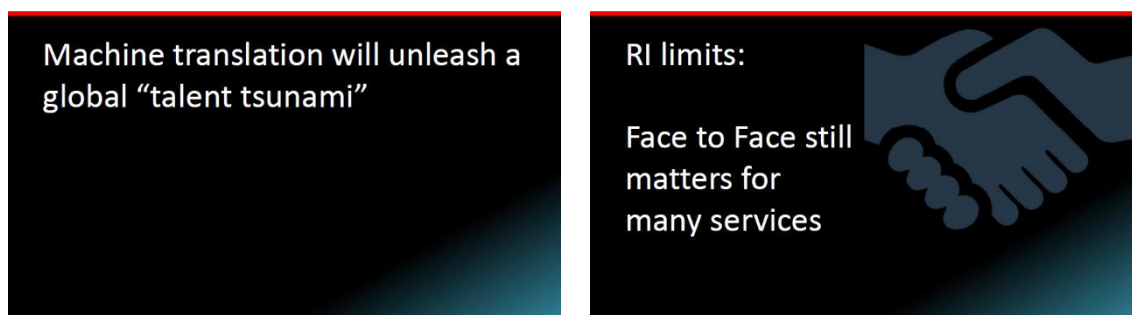 Machine translation will unleash a
global “talent tsunami”
RI limits:
Face to Face still
matters for
many services